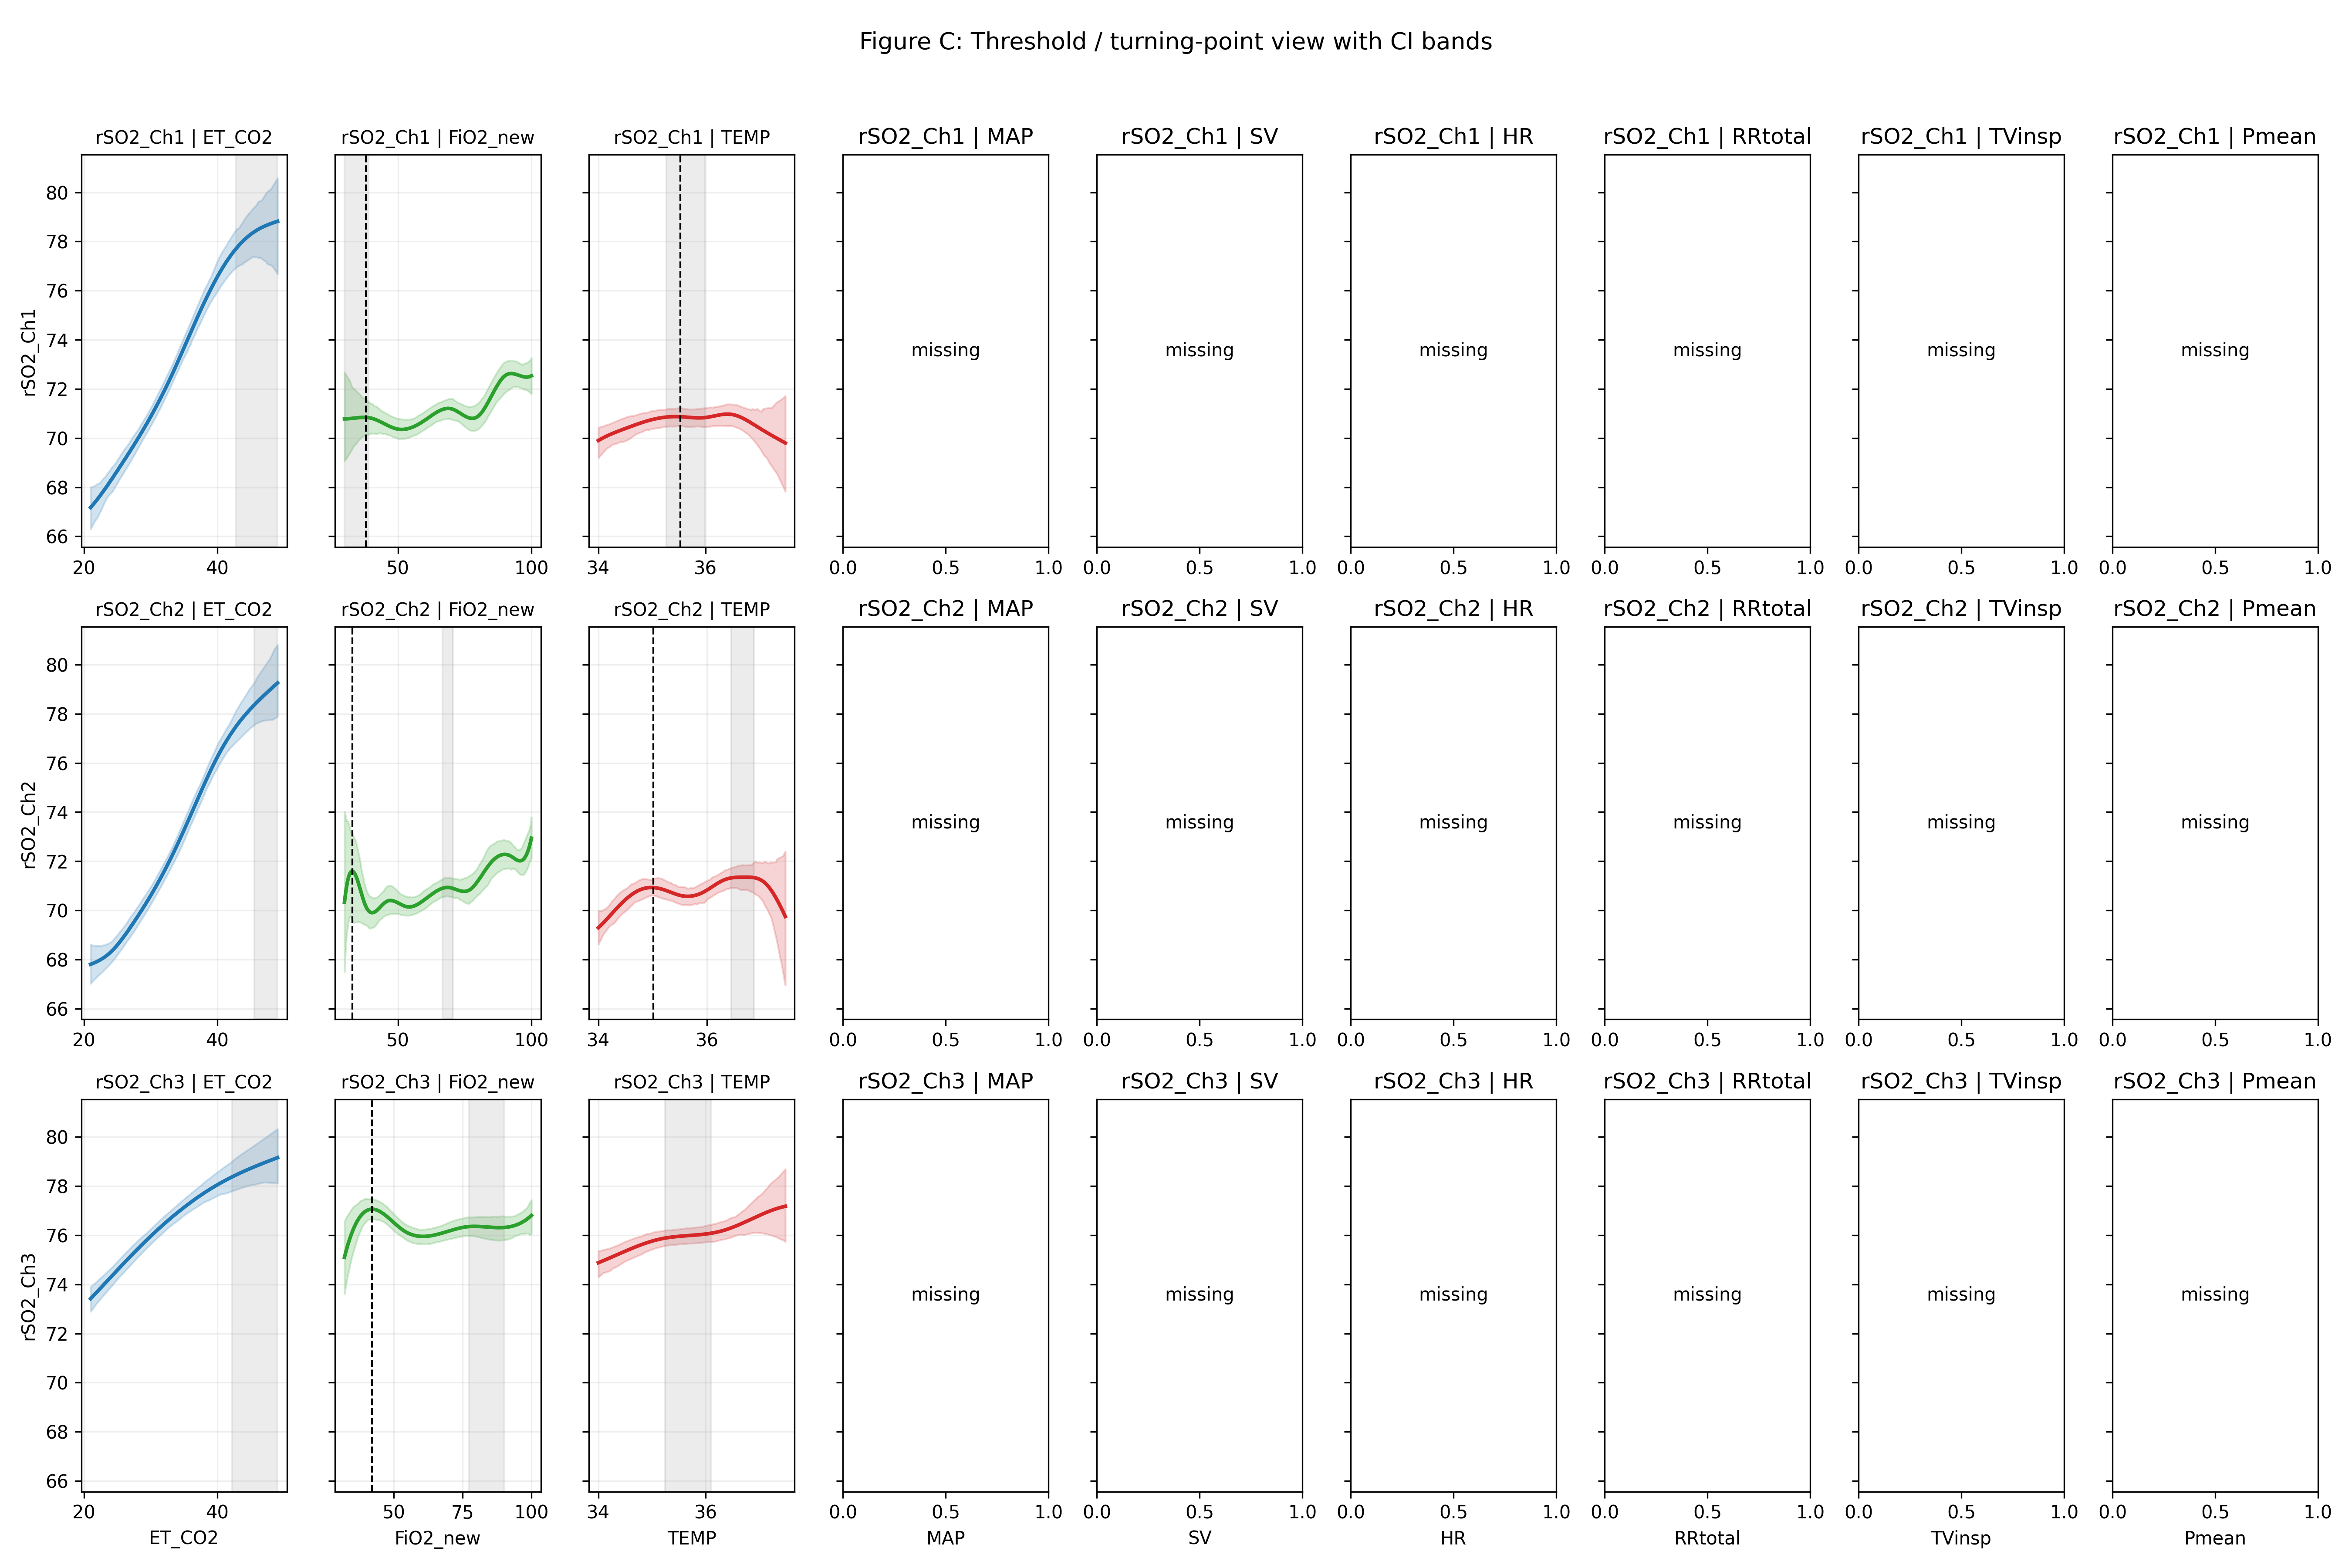 Figure C: Threshold / turning-point view with CI bands
rSO2_Ch1 | ET_CO2
rSO2_Ch1 | FiO2_new
rSO2_Ch1 | TEMP
rSO2_Ch1 | MAP
rSO2_Ch1 | SV
rSO2_Ch1 | HR
rSO2_Ch1 | RRtotal
rSO2_Ch1 | TVinsp
rSO2_Ch1 | Pmean
rSO2_Ch1
80
78
76
74
72
70
68
66
missing
missing
missing
missing
missing
missing
20 40
50 100
34 36
0.0 0.5 1.0
0.0 0.5 1.0
0.0 0.5 1.0
0.0 0.5 1.0
0.0 0.5 1.0
0.0 0.5 1.0
rSO2_Ch2 | ET_CO2
rSO2_Ch2 | FiO2_new
rSO2_Ch2 | TEMP
rSO2_Ch2 | MAP
rSO2_Ch2 | SV
rSO2_Ch2 | HR
rSO2_Ch2 | RRtotal
rSO2_Ch2 | TVinsp
rSO2_Ch2 | Pmean
rSO2_Ch2
80
78
76
74
72
70
68
66
missing
missing
missing
missing
missing
missing
20 40
50 100
34 36
0.0 0.5 1.0
0.0 0.5 1.0
0.0 0.5 1.0
0.0 0.5 1.0
0.0 0.5 1.0
0.0 0.5 1.0
rSO2_Ch3 | ET_CO2
rSO2_Ch3 | FiO2_new
rSO2_Ch3 | TEMP
rSO2_Ch3 | MAP
rSO2_Ch3 | SV
rSO2_Ch3 | HR
rSO2_Ch3 | RRtotal
rSO2_Ch3 | TVinsp
rSO2_Ch3 | Pmean
rSO2_Ch3
80
78
76
74
72
70
68
66
missing
missing
missing
missing
missing
missing
20 40
50 75 100
34 36
0.0 0.5 1.0
0.0 0.5 1.0
0.0 0.5 1.0
0.0 0.5 1.0
0.0 0.5 1.0
0.0 0.5 1.0
ET_CO2
FiO2_new
TEMP
MAP
SV
HR
RRtotal
TVinsp
Pmean